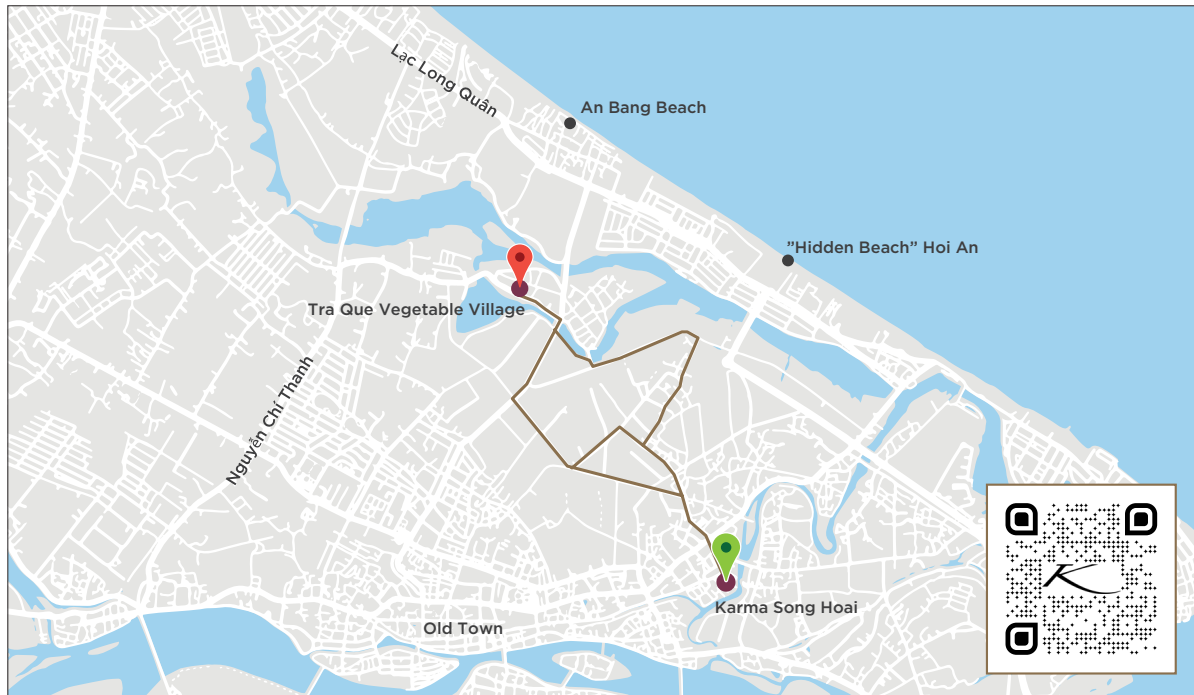 Lạc Long Quân
An Bang Beach
”Hidden Beach” Hoi An
Tra Que Vegetable Village
Nguyễn Chí Thanh
Karma Song Hoai
Old Town
K